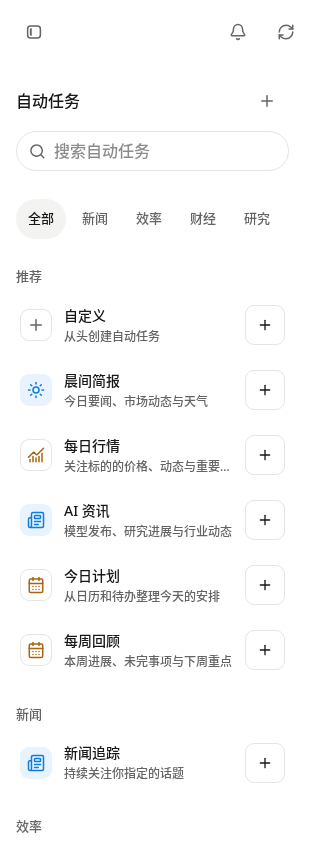 自动任务
搜索自动任务
全部 新闻 效率 财经 研究
推荐
自定义
从头创建自动任务
晨间简报
今日要闻、市场动态与天气
每日行情
关注标的的价格、动态与重要...
AI 资讯
模型发布、研究进展与行业动态
今日计划
从日历和待办整理今天的安排
每周回顾
本周进展、未完事项与下周重点
新闻
新闻追踪
持续关注你指定的话题
效率